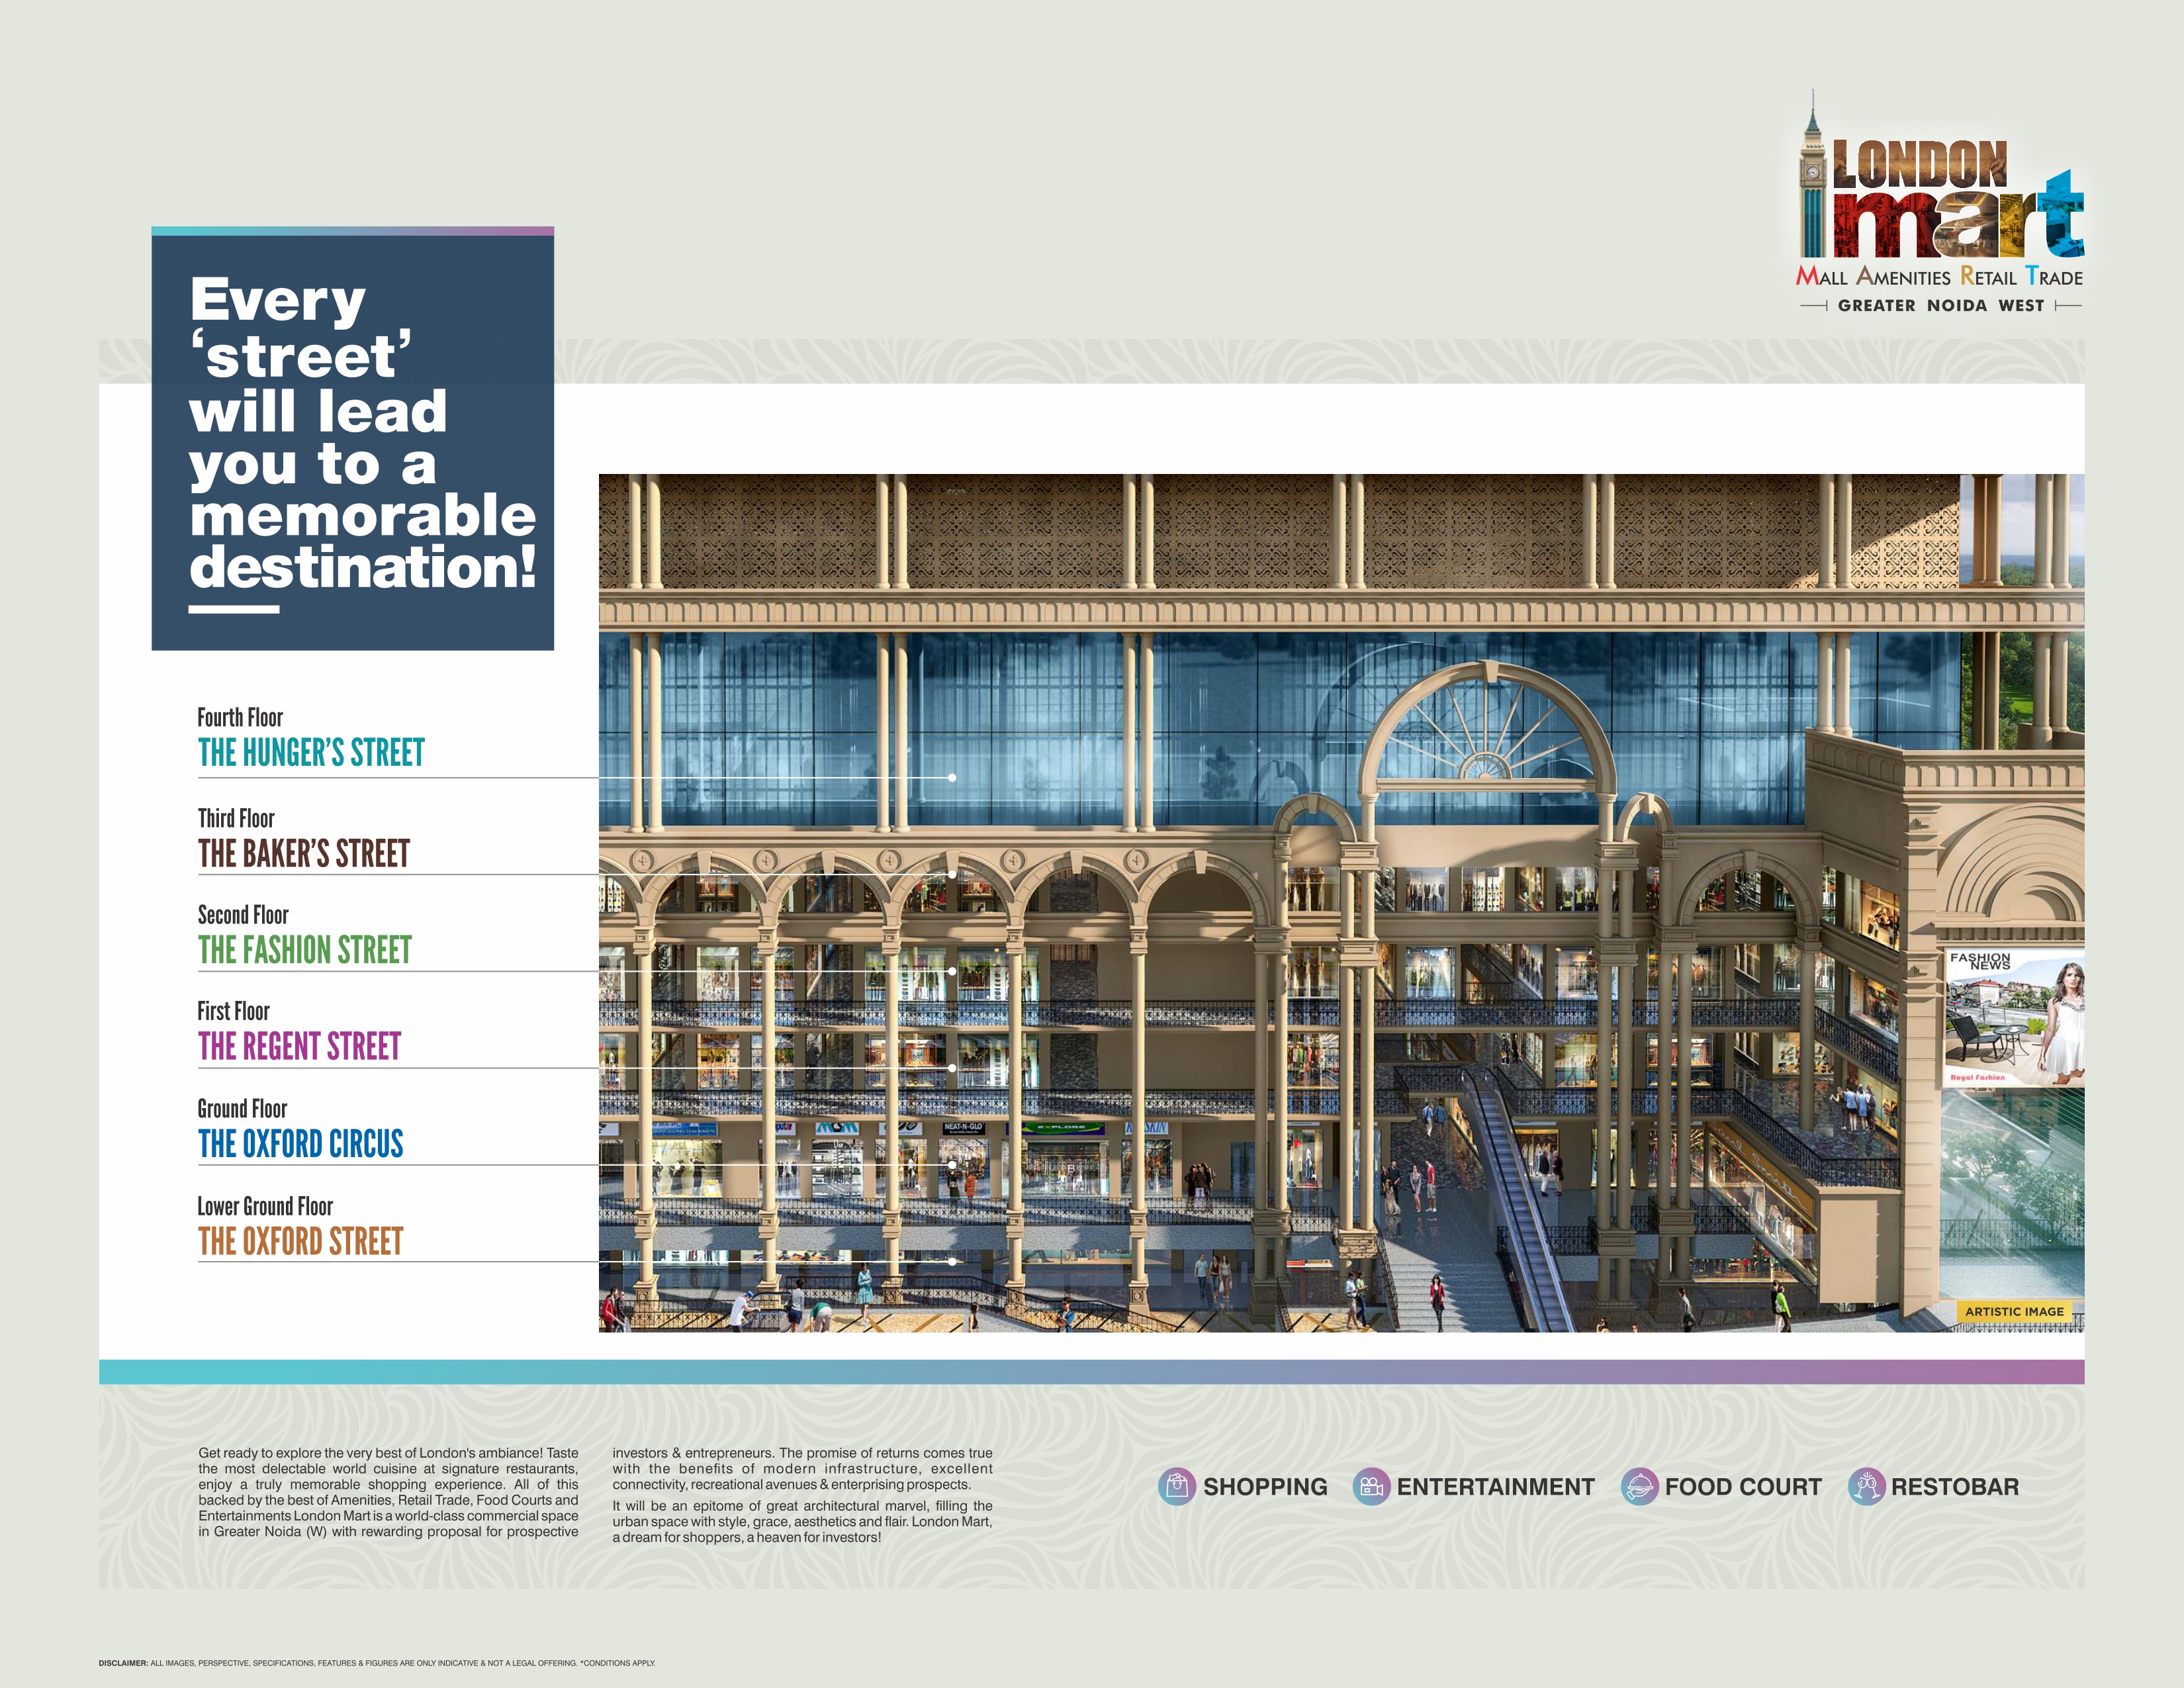 LONDON
mart
MALL AMENITIES RETAIL TRADE
GREATER NOIDA WEST
Every
‘street’
will lead
you to a
memorable
destination!
Fourth Floor
THE HUNGER’S STREET
Third Floor
THE BAKER’S STREET
Second Floor
THE FASHION STREET
First Floor
THE REGENT STREET
Ground Floor
THE OXFORD CIRCUS
Lower Ground Floor
THE OXFORD STREET
FASHION
NEWS
Royal Fashion
NEAT-N-GLO
EXPLORE
ARTISTIC IMAGE
Get ready to explore the very best of London's ambiance! Taste
the most delectable world cuisine at signature restaurants,
enjoy a truly memorable shopping experience. All of this
backed by the best of Amenities, Retail Trade, Food Courts and
Entertainments London Mart is a world-class commercial space
in Greater Noida (W) with rewarding proposal for prospective
investors & entrepreneurs. The promise of returns comes true
with the benefits of modern infrastructure, excellent
connectivity, recreational avenues & enterprising prospects.
It will be an epitome of great architectural marvel, filling the
urban space with style, grace, aesthetics and flair. London Mart,
a dream for shoppers, a heaven for investors!
SHOPPING
ENTERTAINMENT
FOOD COURT
RESTOBAR
DISCLAIMER: ALL IMAGES, PERSPECTIVE, SPECIFICATIONS, FEATURES & FIGURES ARE ONLY INDICATIVE & NOT A LEGAL OFFERING. *CONDITIONS APPLY.